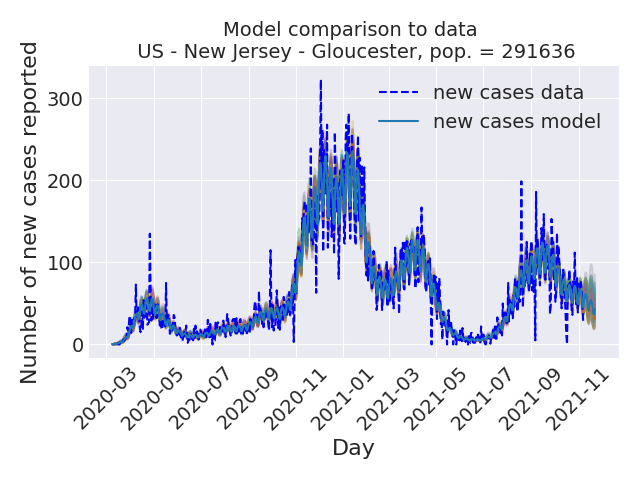 Model comparison to data
US - New Jersey - Gloucester, pop. = 291636
Number of new cases reported
300
200
100
0
new cases data
new cases model
2020-03
2020-05
2020-07
2020-09
2020-11
2021-01
2021-03
2021-05
2021-07
2021-09
2021-11
Day